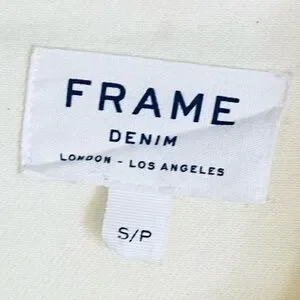 FRAME
DENIM
LONDON - LOS ANGELES
S/P